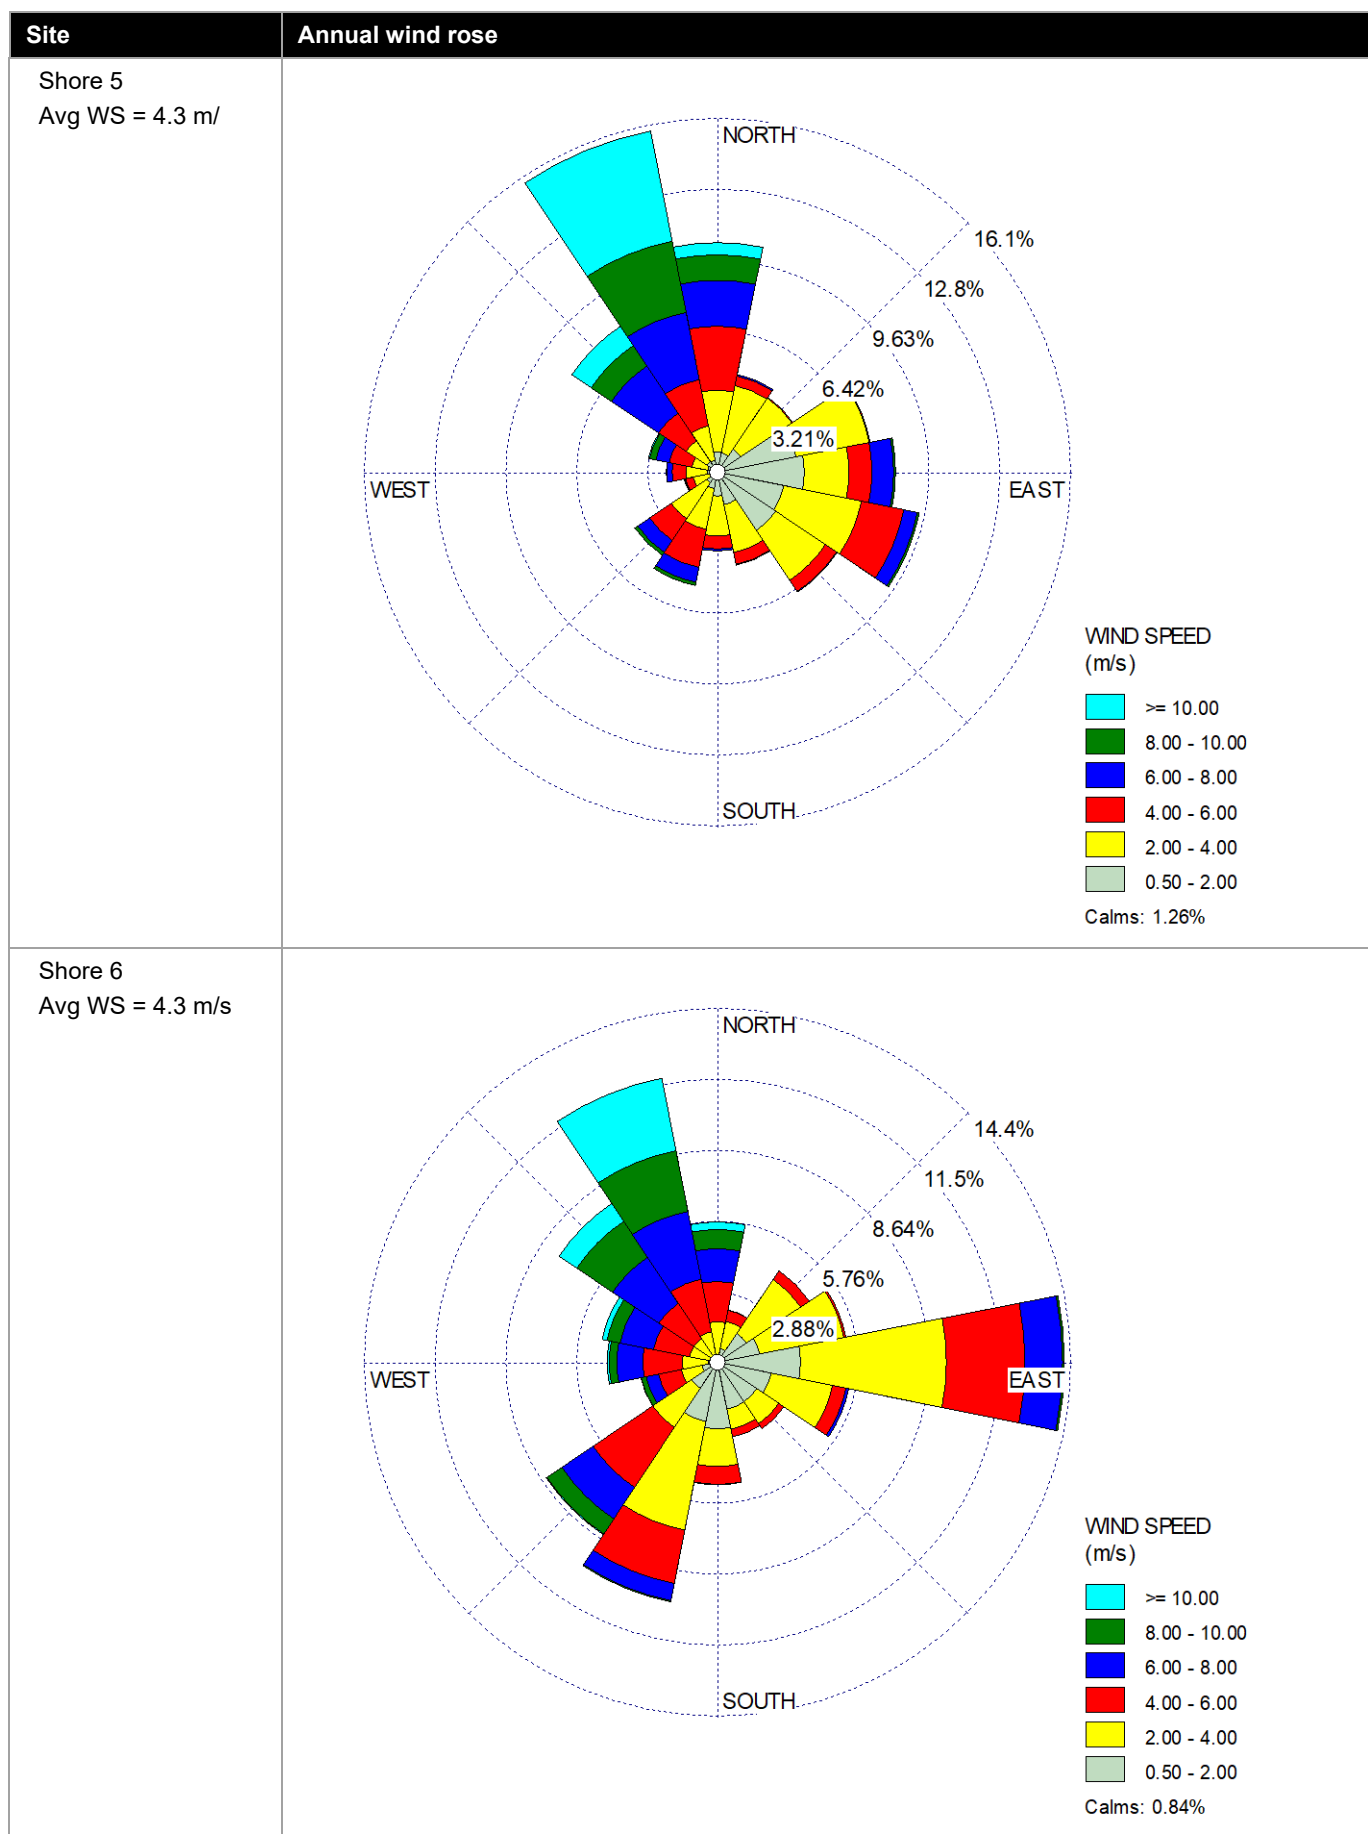 Site Annual wind rose
Shore 5
Avg WS = 4.3 m/
NORTH
16.1%
12.8%
9.63%
6.42%
3.21%
WEST
EAST
SOUTH
WIND SPEED
(m/s)
>= 10.00
8.00 - 10.00
6.00 - 8.00
4.00 - 6.00
2.00 - 4.00
0.50 - 2.00
Calms: 1.26%
Shore 6
Avg WS = 4.3 m/s
NORTH
14.4%
11.5%
8.64%
5.76%
2.88%
WEST
EAST
SOUTH
WIND SPEED
(m/s)
>= 10.00
8.00 - 10.00
6.00 - 8.00
4.00 - 6.00
2.00 - 4.00
0.50 - 2.00
Calms: 0.84%